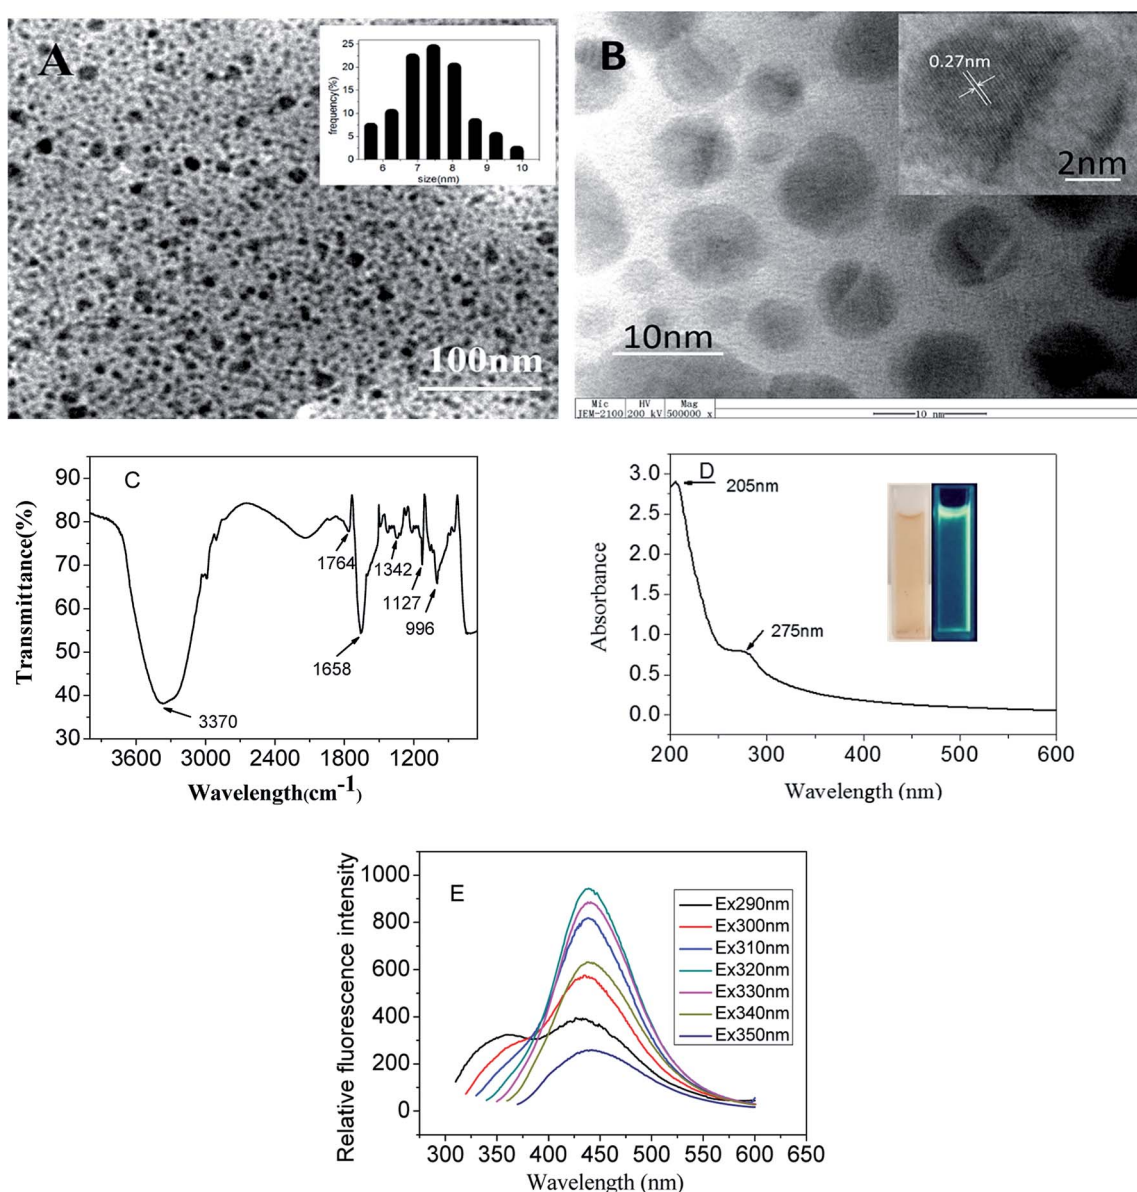 A
25
20
15
10
5
0
frequency(%)
6 7 8 9 10
size(nm)
100nm
B
0.27nm
2nm
10nm
Mic HV Mag
JEM-2100 200 kV 500000 x
10 nm
C
90
80
70
60
50
40
30
Transmittance(%)
1764
1342
1127
996
1658
3370
3600 3000 2400 1800 1200
Wavelength(cm-1)
D
3.0
2.5
2.0
1.5
1.0
0.5
0.0
Absorbance
205nm
275nm
200 300 400 500 600
Wavelength (nm)
E
1000
800
600
400
200
0
Relative fluorescence intensity
Ex290nm
Ex300nm
Ex310nm
Ex320nm
Ex330nm
Ex340nm
Ex350nm
300 350 400 450 500 550 600 650
Wavelength (nm)